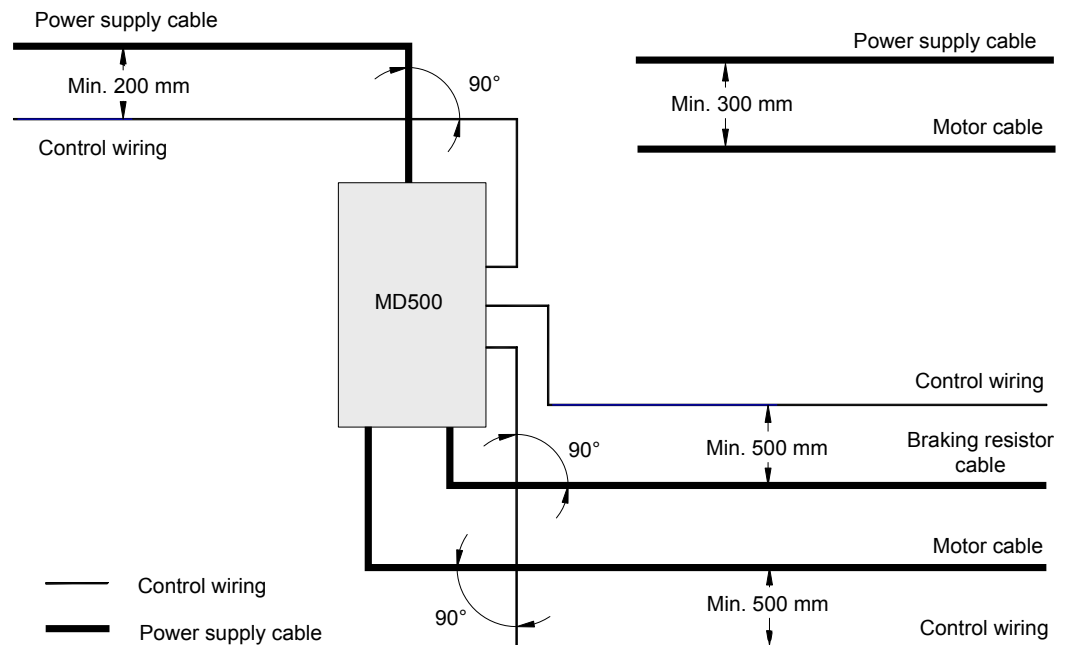 Power supply cable
Min. 200 mm
90°
Control wiring
Power supply cable
Min. 300 mm
Motor cable
MD500
Control wiring
Min. 500 mm
90°
Braking resistor
cable
Motor cable
Min. 500 mm
90°
Control wiring
Control wiring
Power supply cable